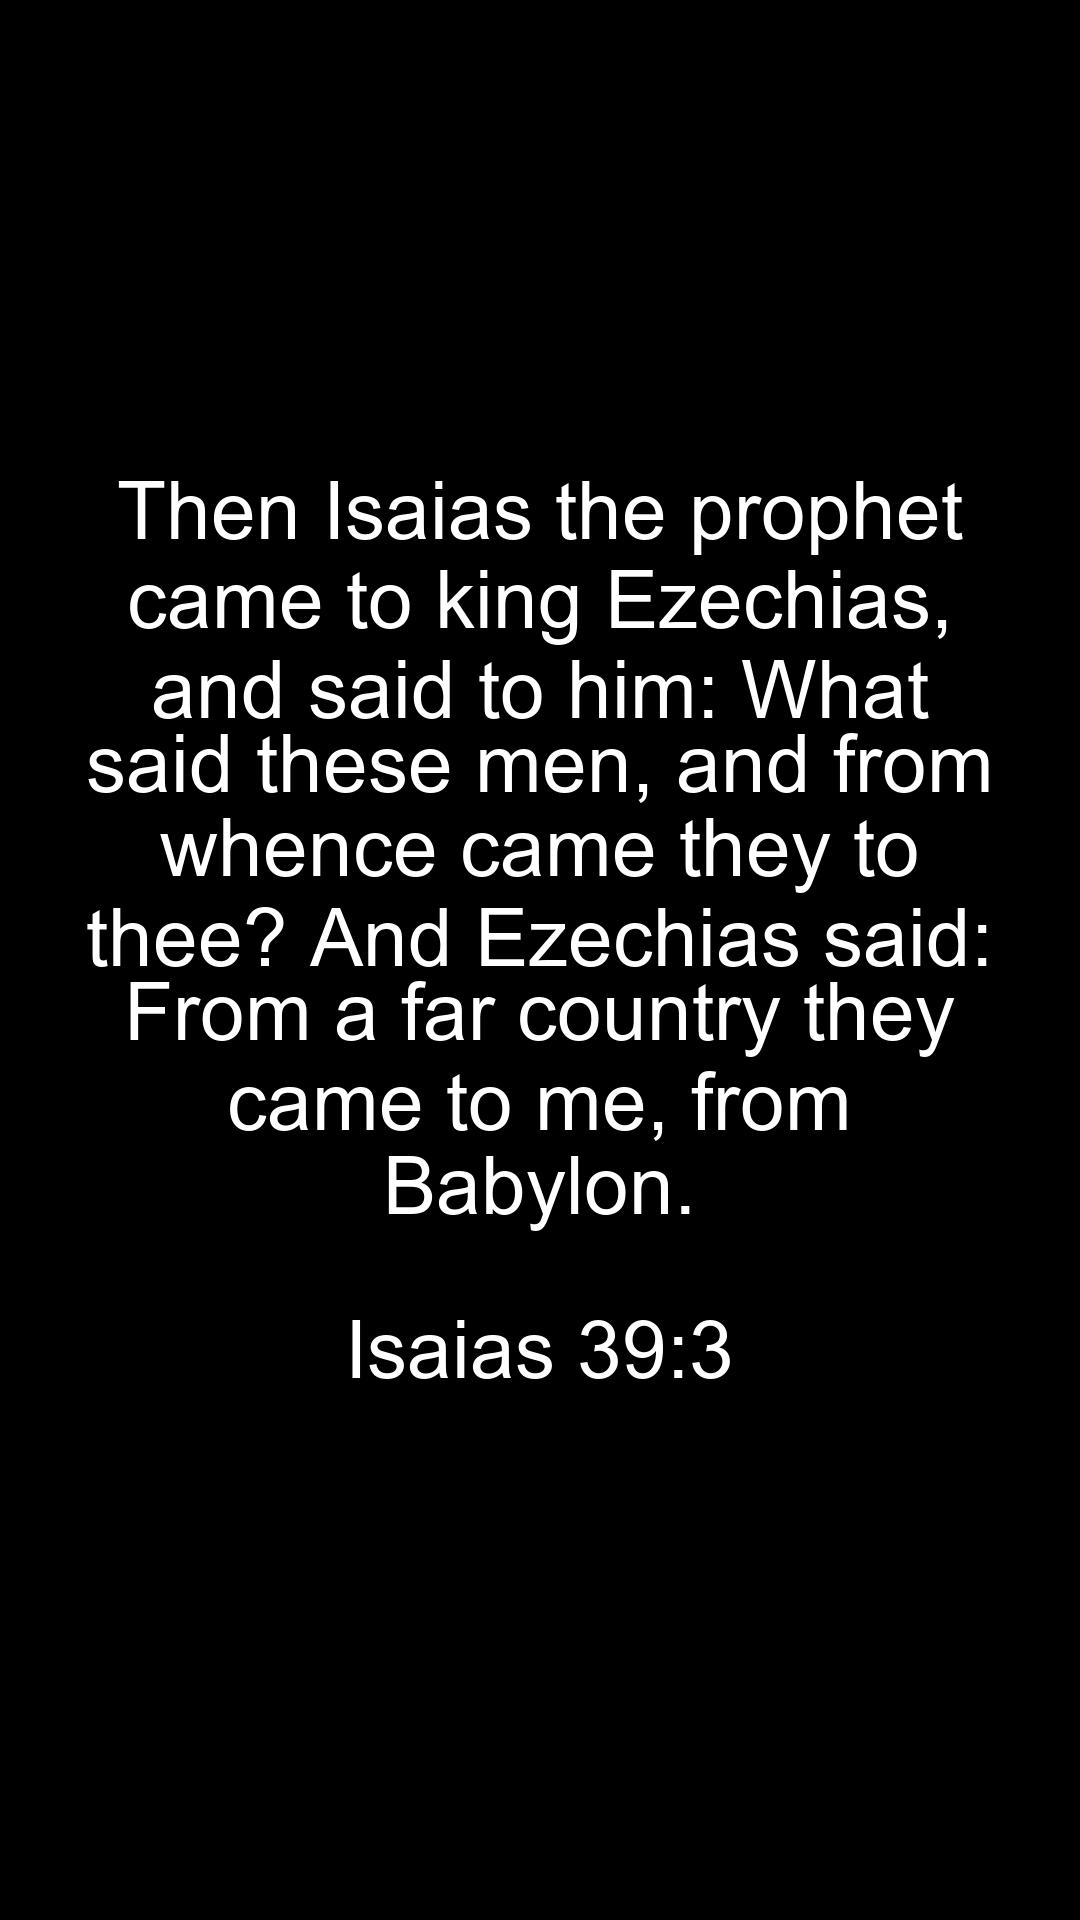 Then Isaias the prophet
came to king Ezechias,
and said to him: What
said these men, and from
whence came they to
thee? And Ezechias said:
From a far country they
came to me, from
Babylon.
Isaias 39:3